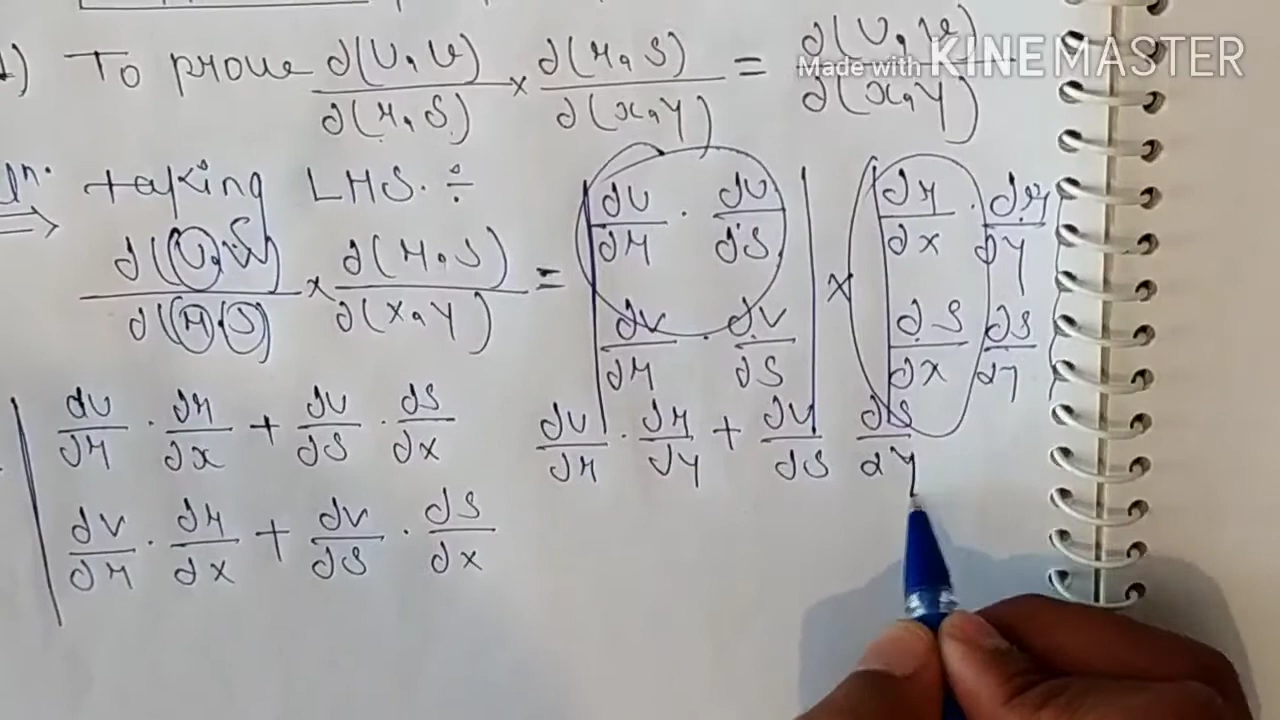 1) To prove ∂(U,V)/∂(r,s) × ∂(r,s)/∂(x,y) = ∂(U,V)/∂(x,y)
Made with KINEMASTER
taking LHS. ÷
∂(U,V)/∂(r,s) × ∂(r,s)/∂(x,y) = | ∂U/∂r . ∂U/∂s | × | ∂r/∂x . ∂r/∂y
∂V/∂r . ∂V/∂s | ∂s/∂x ∂s/∂y
| ∂U/∂r . ∂r/∂x + ∂U/∂s . ∂s/∂x ∂U/∂r . ∂r/∂y + ∂U/∂s ∂s/∂y
∂V/∂r . ∂r/∂x + ∂V/∂s . ∂s/∂x